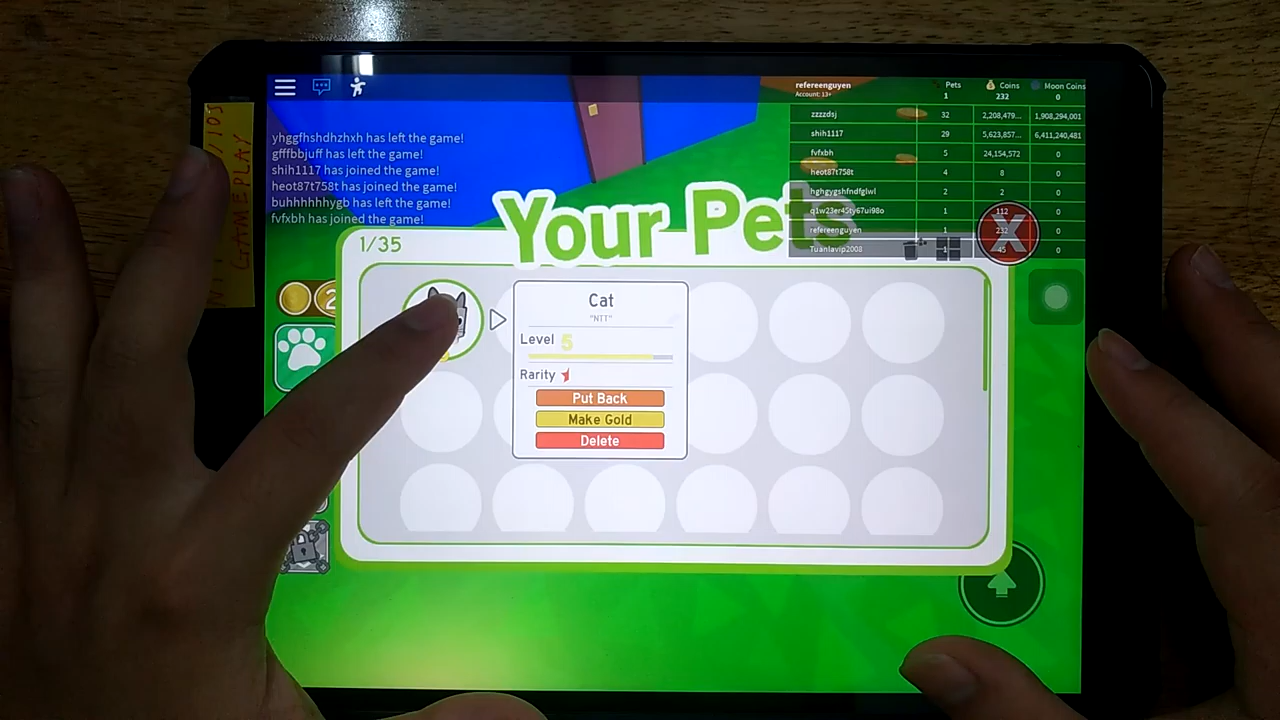 GAMEPLAY
refereenguyen
Account: 13+
Pets Coins Moon Coins
1 232 0
zzzzdsj 32 2,208,479... 1,908,294,001
shih1117 29 5,623,857... 6,411,240,481
fvfxbh 5 24,154,572 0
heot87t758t 4 8 0
hghgygshfndfglwl 2 2 0
q1w23er45ty67ui98o 1 112 0
refereenguyen 1 232 0
Tuanlavip2008 1 45 0
yhggfhshdhzhxh has left the game!
gfffbbjuff has left the game!
shih1117 has joined the game!
heot87t758t has joined the game!
buhhhhhhygb has left the game!
fvfxbh has joined the game!
Your Pets
1/35
X
2
Cat
"NTT"
Level 5
Rarity
Put Back
Make Gold
Delete